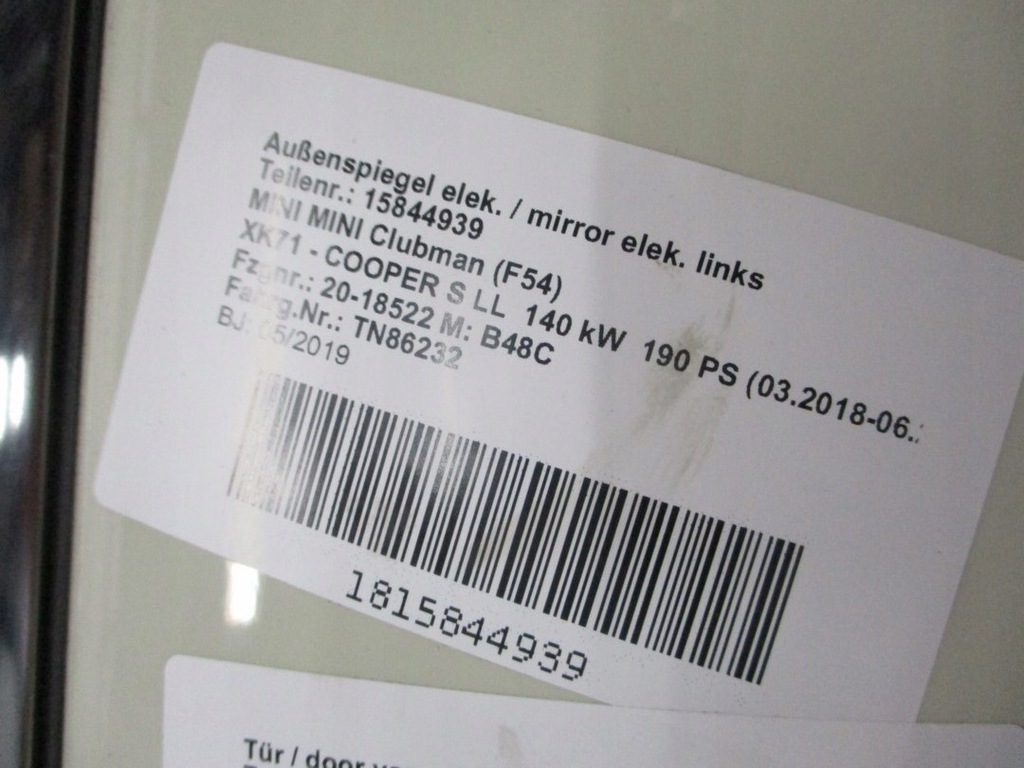 Außenspiegel elek. / mirror elek. links
Teilenr.: 15844939
MINI MINI Clubman (F54)
XK71 - COOPER S LL 140 kW 190 PS (03.2018-06.
Fzgnr.: 20-18522 M: B48C
Fahrg.Nr.: TN86232
BJ: 05/2019
1815844939
Tür / door